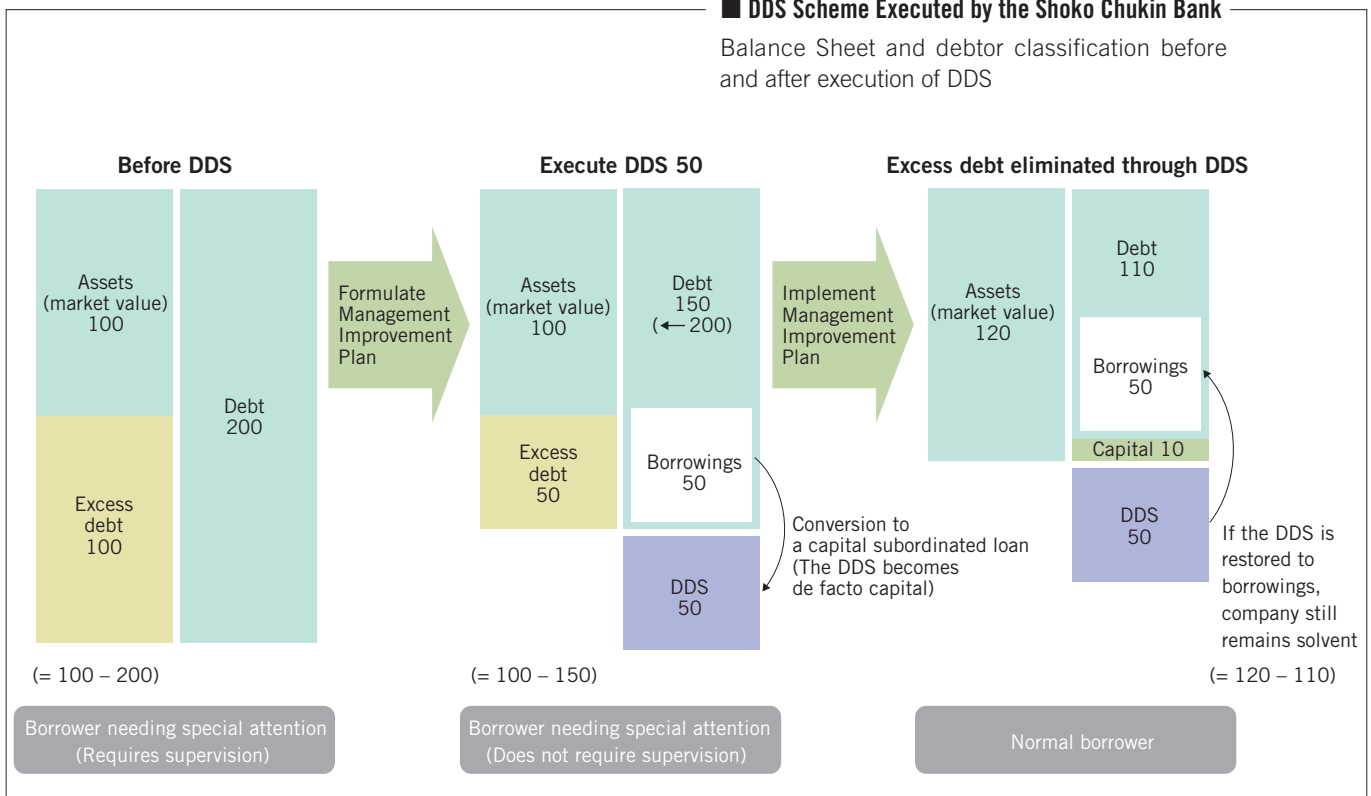 ■ DDS Scheme Executed by the Shoko Chukin Bank
Balance Sheet and debtor classification before
and after execution of DDS
Before DDS
Assets
(market value)
100
Excess
debt
100
Debt
200
(= 100 – 200)
Borrower needing special attention
(Requires supervision)
Formulate
Management
Improvement
Plan
Execute DDS 50
Assets
(market value)
100
Excess
debt
50
Debt
150
(← 200)
Borrowings
50
DDS
50
Conversion to
a capital subordinated loan
(The DDS becomes
de facto capital)
(= 100 – 150)
Borrower needing special attention
(Does not require supervision)
Implement
Management
Improvement
Plan
Excess debt eliminated through DDS
Assets
(market value)
120
Debt
110
Borrowings
50
Capital 10
DDS
50
If the DDS is
restored to
borrowings,
company still
remains solvent
(= 120 – 110)
Normal borrower